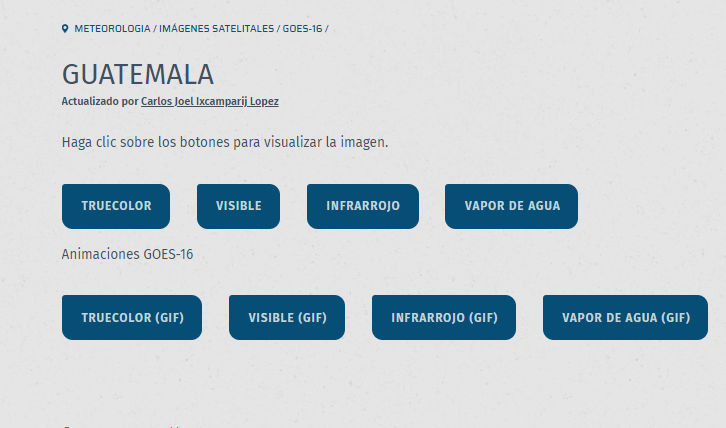 METEOROLOGIA / IMÁGENES SATELITALES / GOES-16 /
GUATEMALA
Actualizado por Carlos Joel Ixcamparij Lopez
Haga clic sobre los botones para visualizar la imagen.
TRUECOLOR VISIBLE INFRARROJO VAPOR DE AGUA
Animaciones GOES-16
TRUECOLOR (GIF) VISIBLE (GIF) INFRARROJO (GIF) VAPOR DE AGUA (GIF)